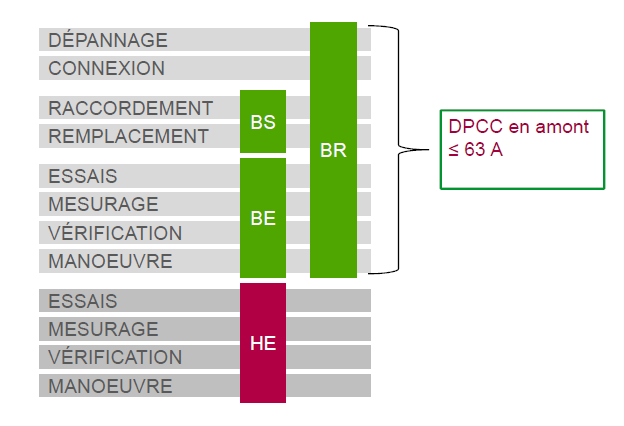 DÉPANNAGE
CONNEXION
RACCORDEMENT
REMPLACEMENT
BS
BR
ESSAIS
MESURAGE
VÉRIFICATION
MANOEUVRE
BE
ESSAIS
MESURAGE
VÉRIFICATION
MANOEUVRE
HE
DPCC en amont
≤ 63 A